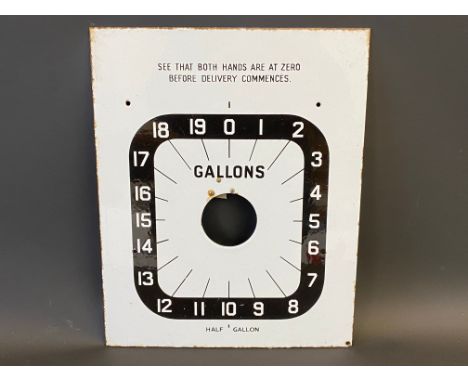 SEE THAT BOTH HANDS ARE AT ZERO
BEFORE DELIVERY COMMENCES.
18 19 0 1 2
17 3
GALLONS
16 4
15 5
14 6
13 7
12 11 10 9 8
HALF GALLON